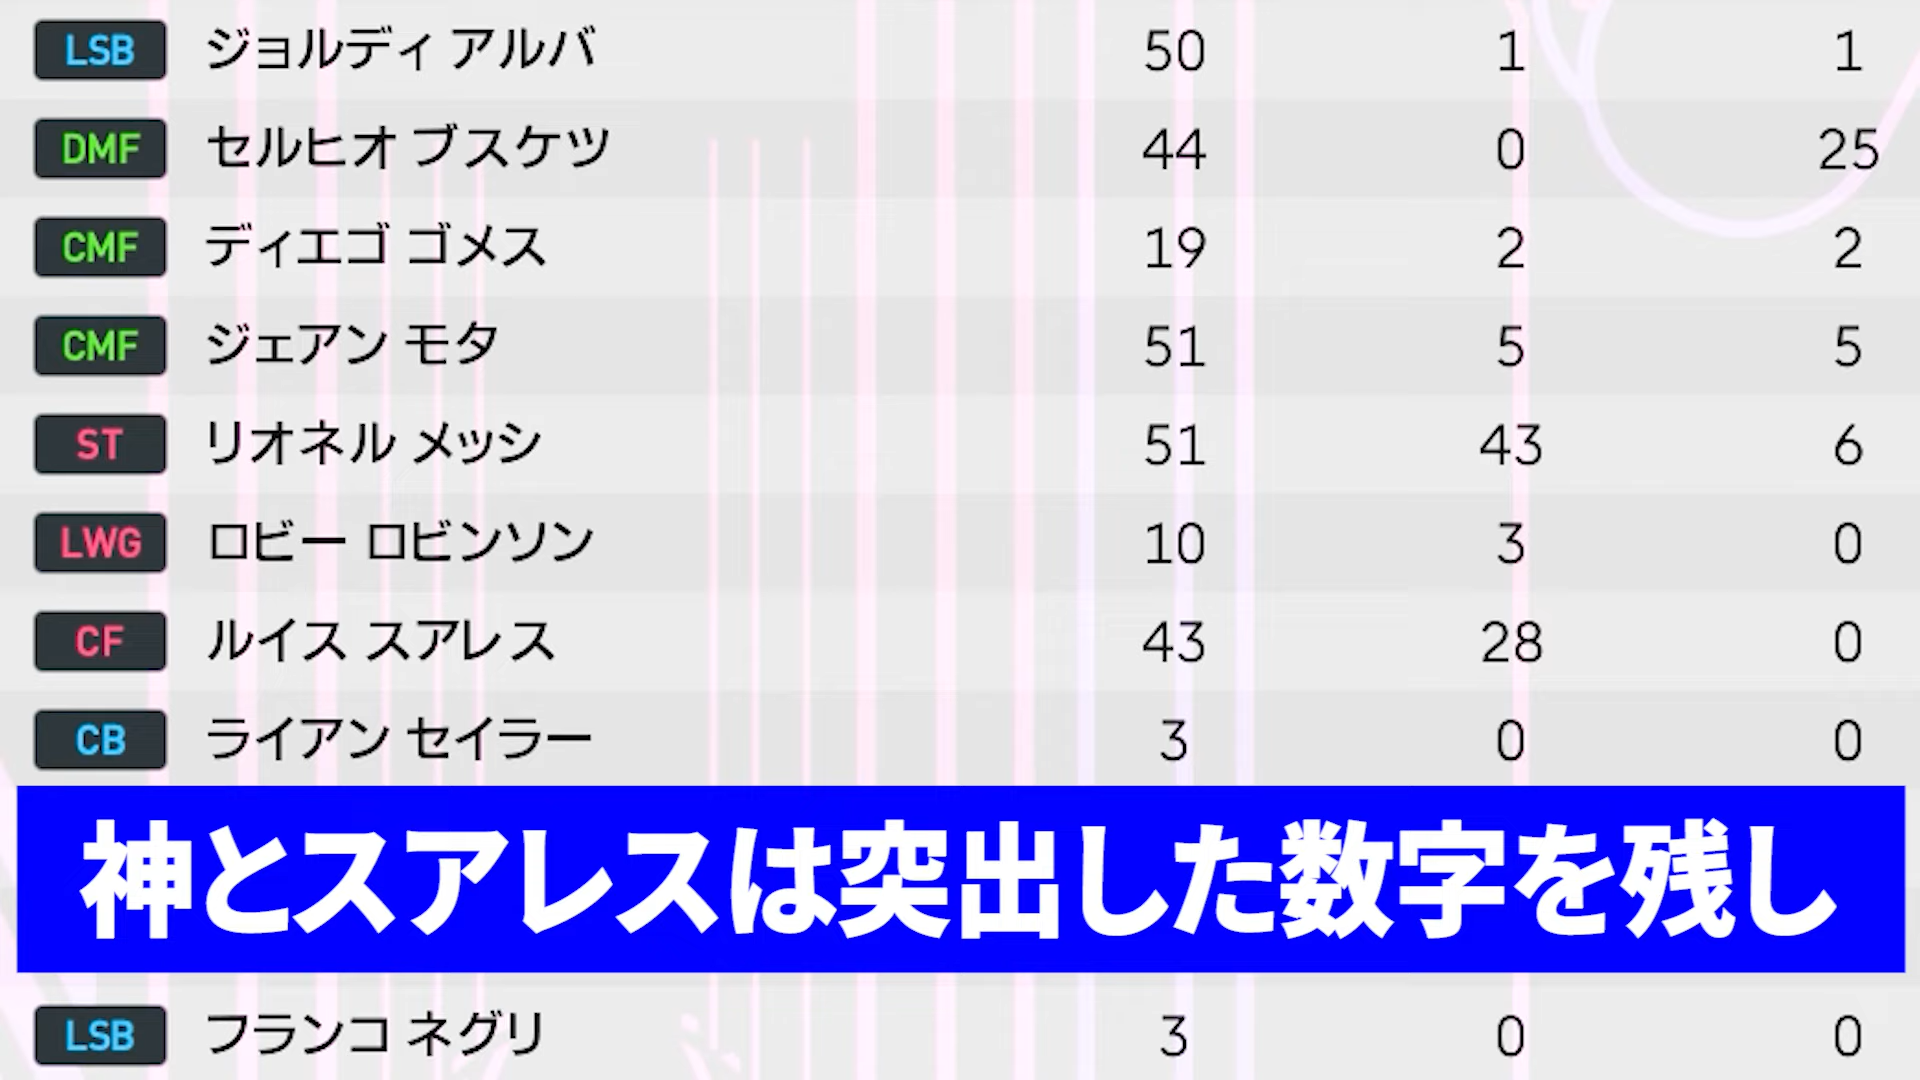 LSB ジョルディ アルバ 50 1 1
DMF セルヒオ ブスケツ 44 0 25
CMF ディエゴ ゴメス 19 2 2
CMF ジェアン モタ 51 5 5
ST リオネル メッシ 51 43 6
LWG ロビー ロビンソン 10 3 0
CF ルイス スアレス 43 28 0
CB ライアン セイラー 3 0 0
神とスアレスは突出した数字を残し
LSB フランコ ネグリ 3 0 0